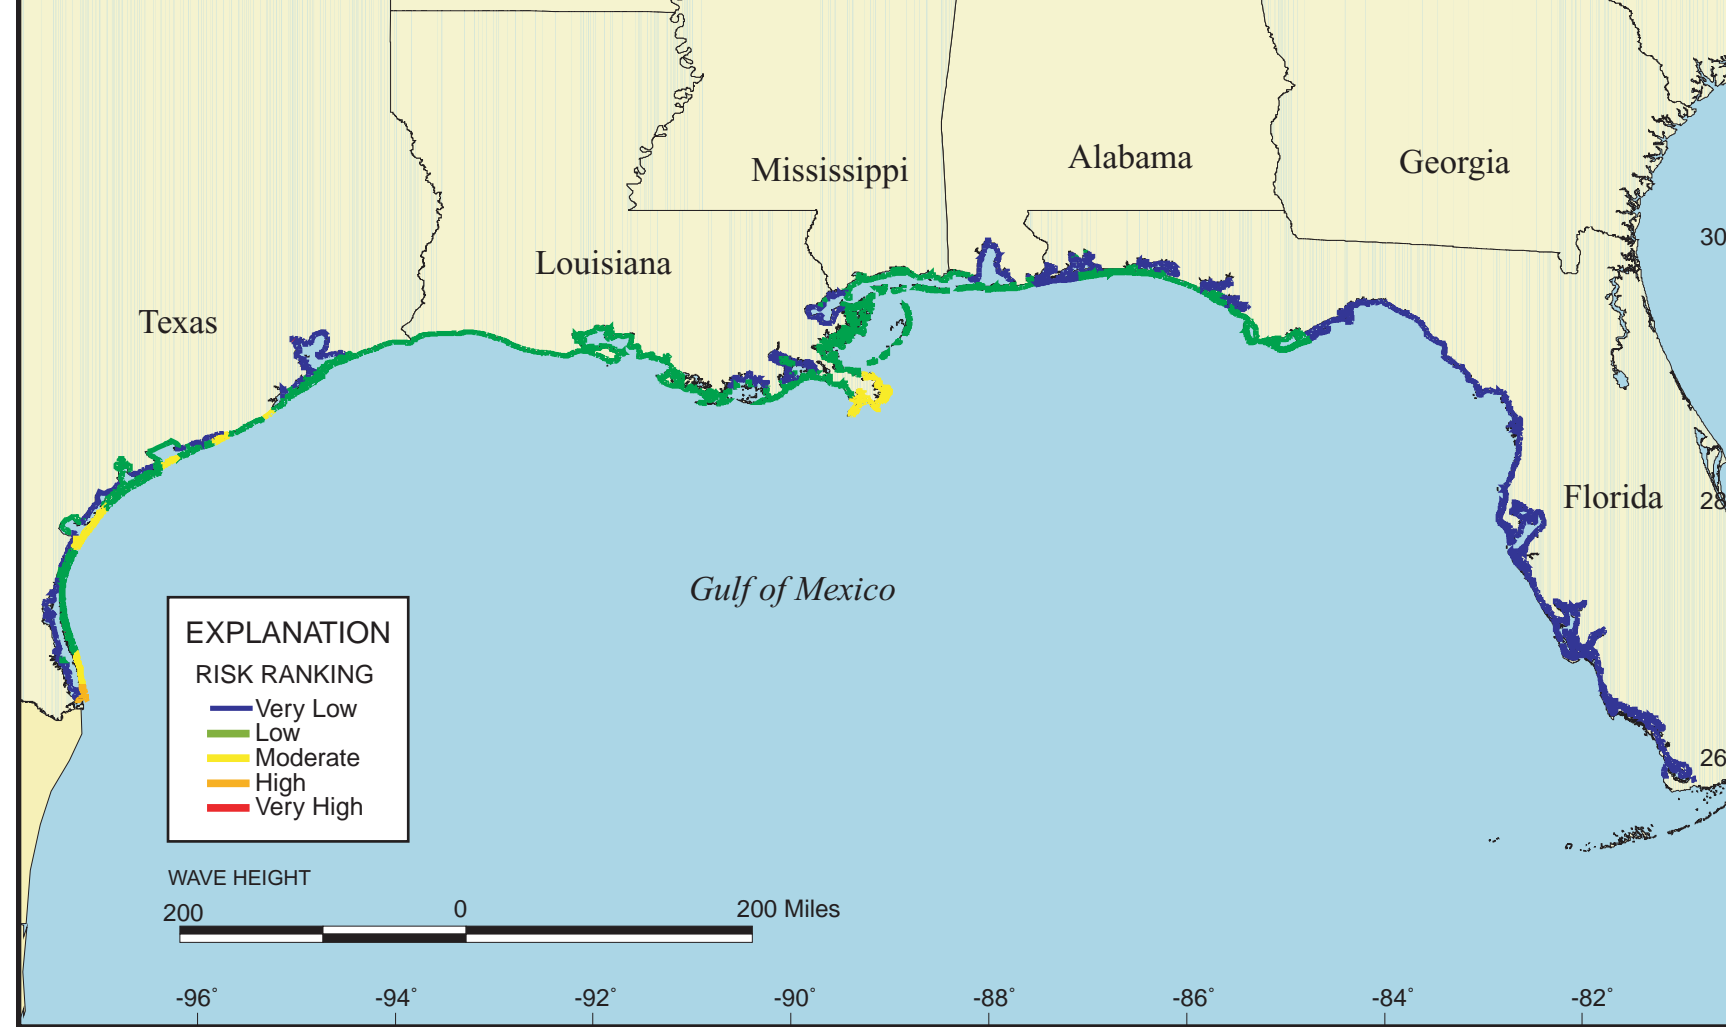 Mississippi
Alabama
Georgia
Louisiana
Texas
30
Florida
28
Gulf of Mexico
EXPLANATION
RISK RANKING
Very Low
Low
Moderate
High
Very High
26
WAVE HEIGHT
200 0 200 Miles
-96° -94° -92° -90° -88° -86° -84° -82°